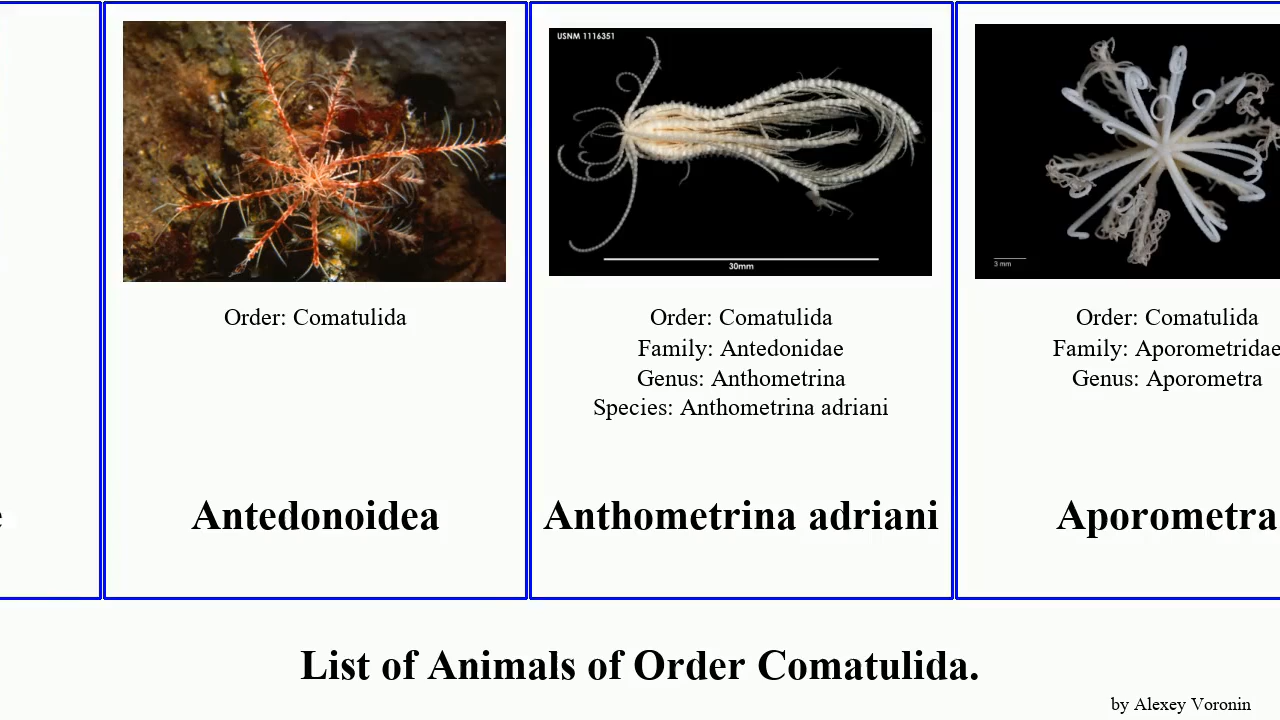 USNM 1116351
30mm
3 mm
Order: Comatulida
Order: Comatulida
Family: Antedonidae
Genus: Anthometrina
Species: Anthometrina adriani
Order: Comatulida
Family: Aporometridae
Genus: Aporometra
e
Antedonoidea
Anthometrina adriani
Aporometra
List of Animals of Order Comatulida.
by Alexey Voronin